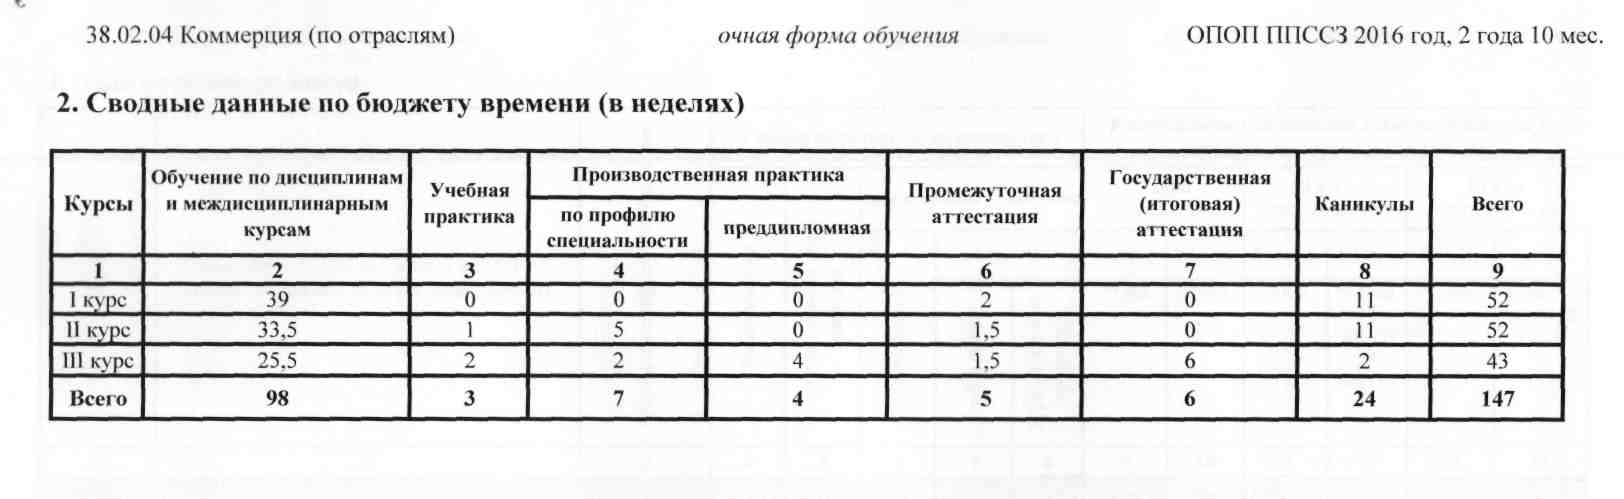 38.02.04 Коммерция (по отраслям) очная форма обучения ОПОП ППССЗ 2016 год, 2 года 10 мес.
2. Сводные данные по бюджету времени (в неделях)
Курсы
Обучение по дисциплинам
и междисциплинарным
курсам
Учебная
практика
Производственная практика
по профилю
специальности
преддипломная
Промежуточная
аттестация
Государственная
(итоговая)
аттестация
Каникулы
Всего
1 2 3 4 5 6 7 8 9
I курс 39 0 0 0 2 0 11 52
II курс 33,5 1 5 0 1,5 0 11 52
III курс 25,5 2 2 4 1,5 6 2 43
Всего 98 3 7 4 5 6 24 147